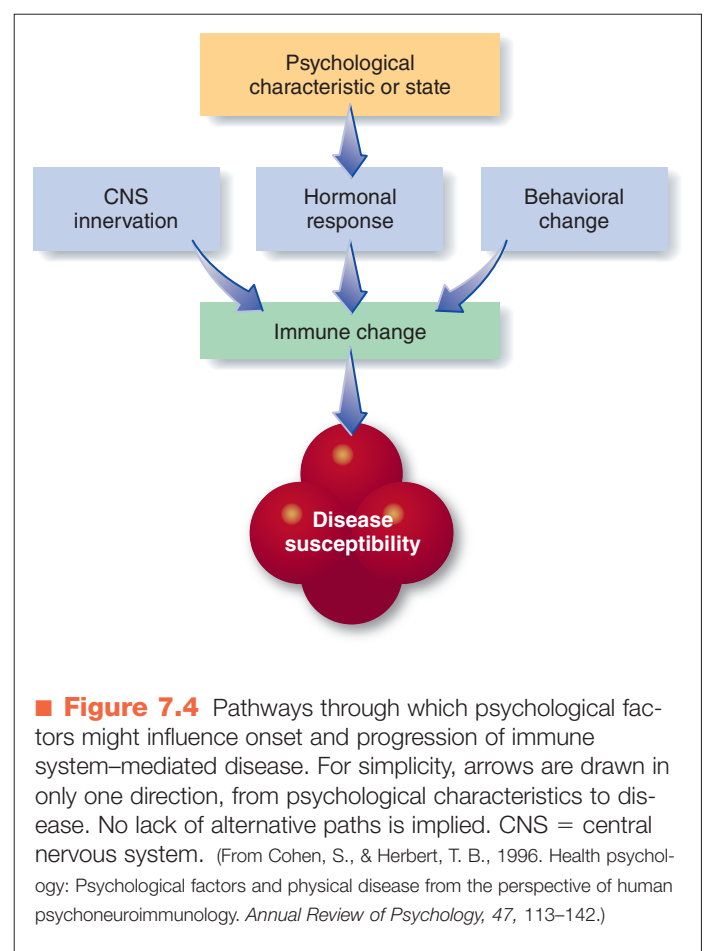 Psychological
characteristic or state
CNS
innervation
Hormonal
response
Behavioral
change
Immune change
Disease
susceptibility
■ Figure 7.4 Pathways through which psychological fac-
tors might influence onset and progression of immune
system–mediated disease. For simplicity, arrows are drawn in
only one direction, from psychological characteristics to dis-
ease. No lack of alternative paths is implied. CNS = central
nervous system. (From Cohen, S., & Herbert, T. B., 1996. Health psychol-
ogy: Psychological factors and physical disease from the perspective of human
psychoneuroimmunology. Annual Review of Psychology, 47, 113–142.)